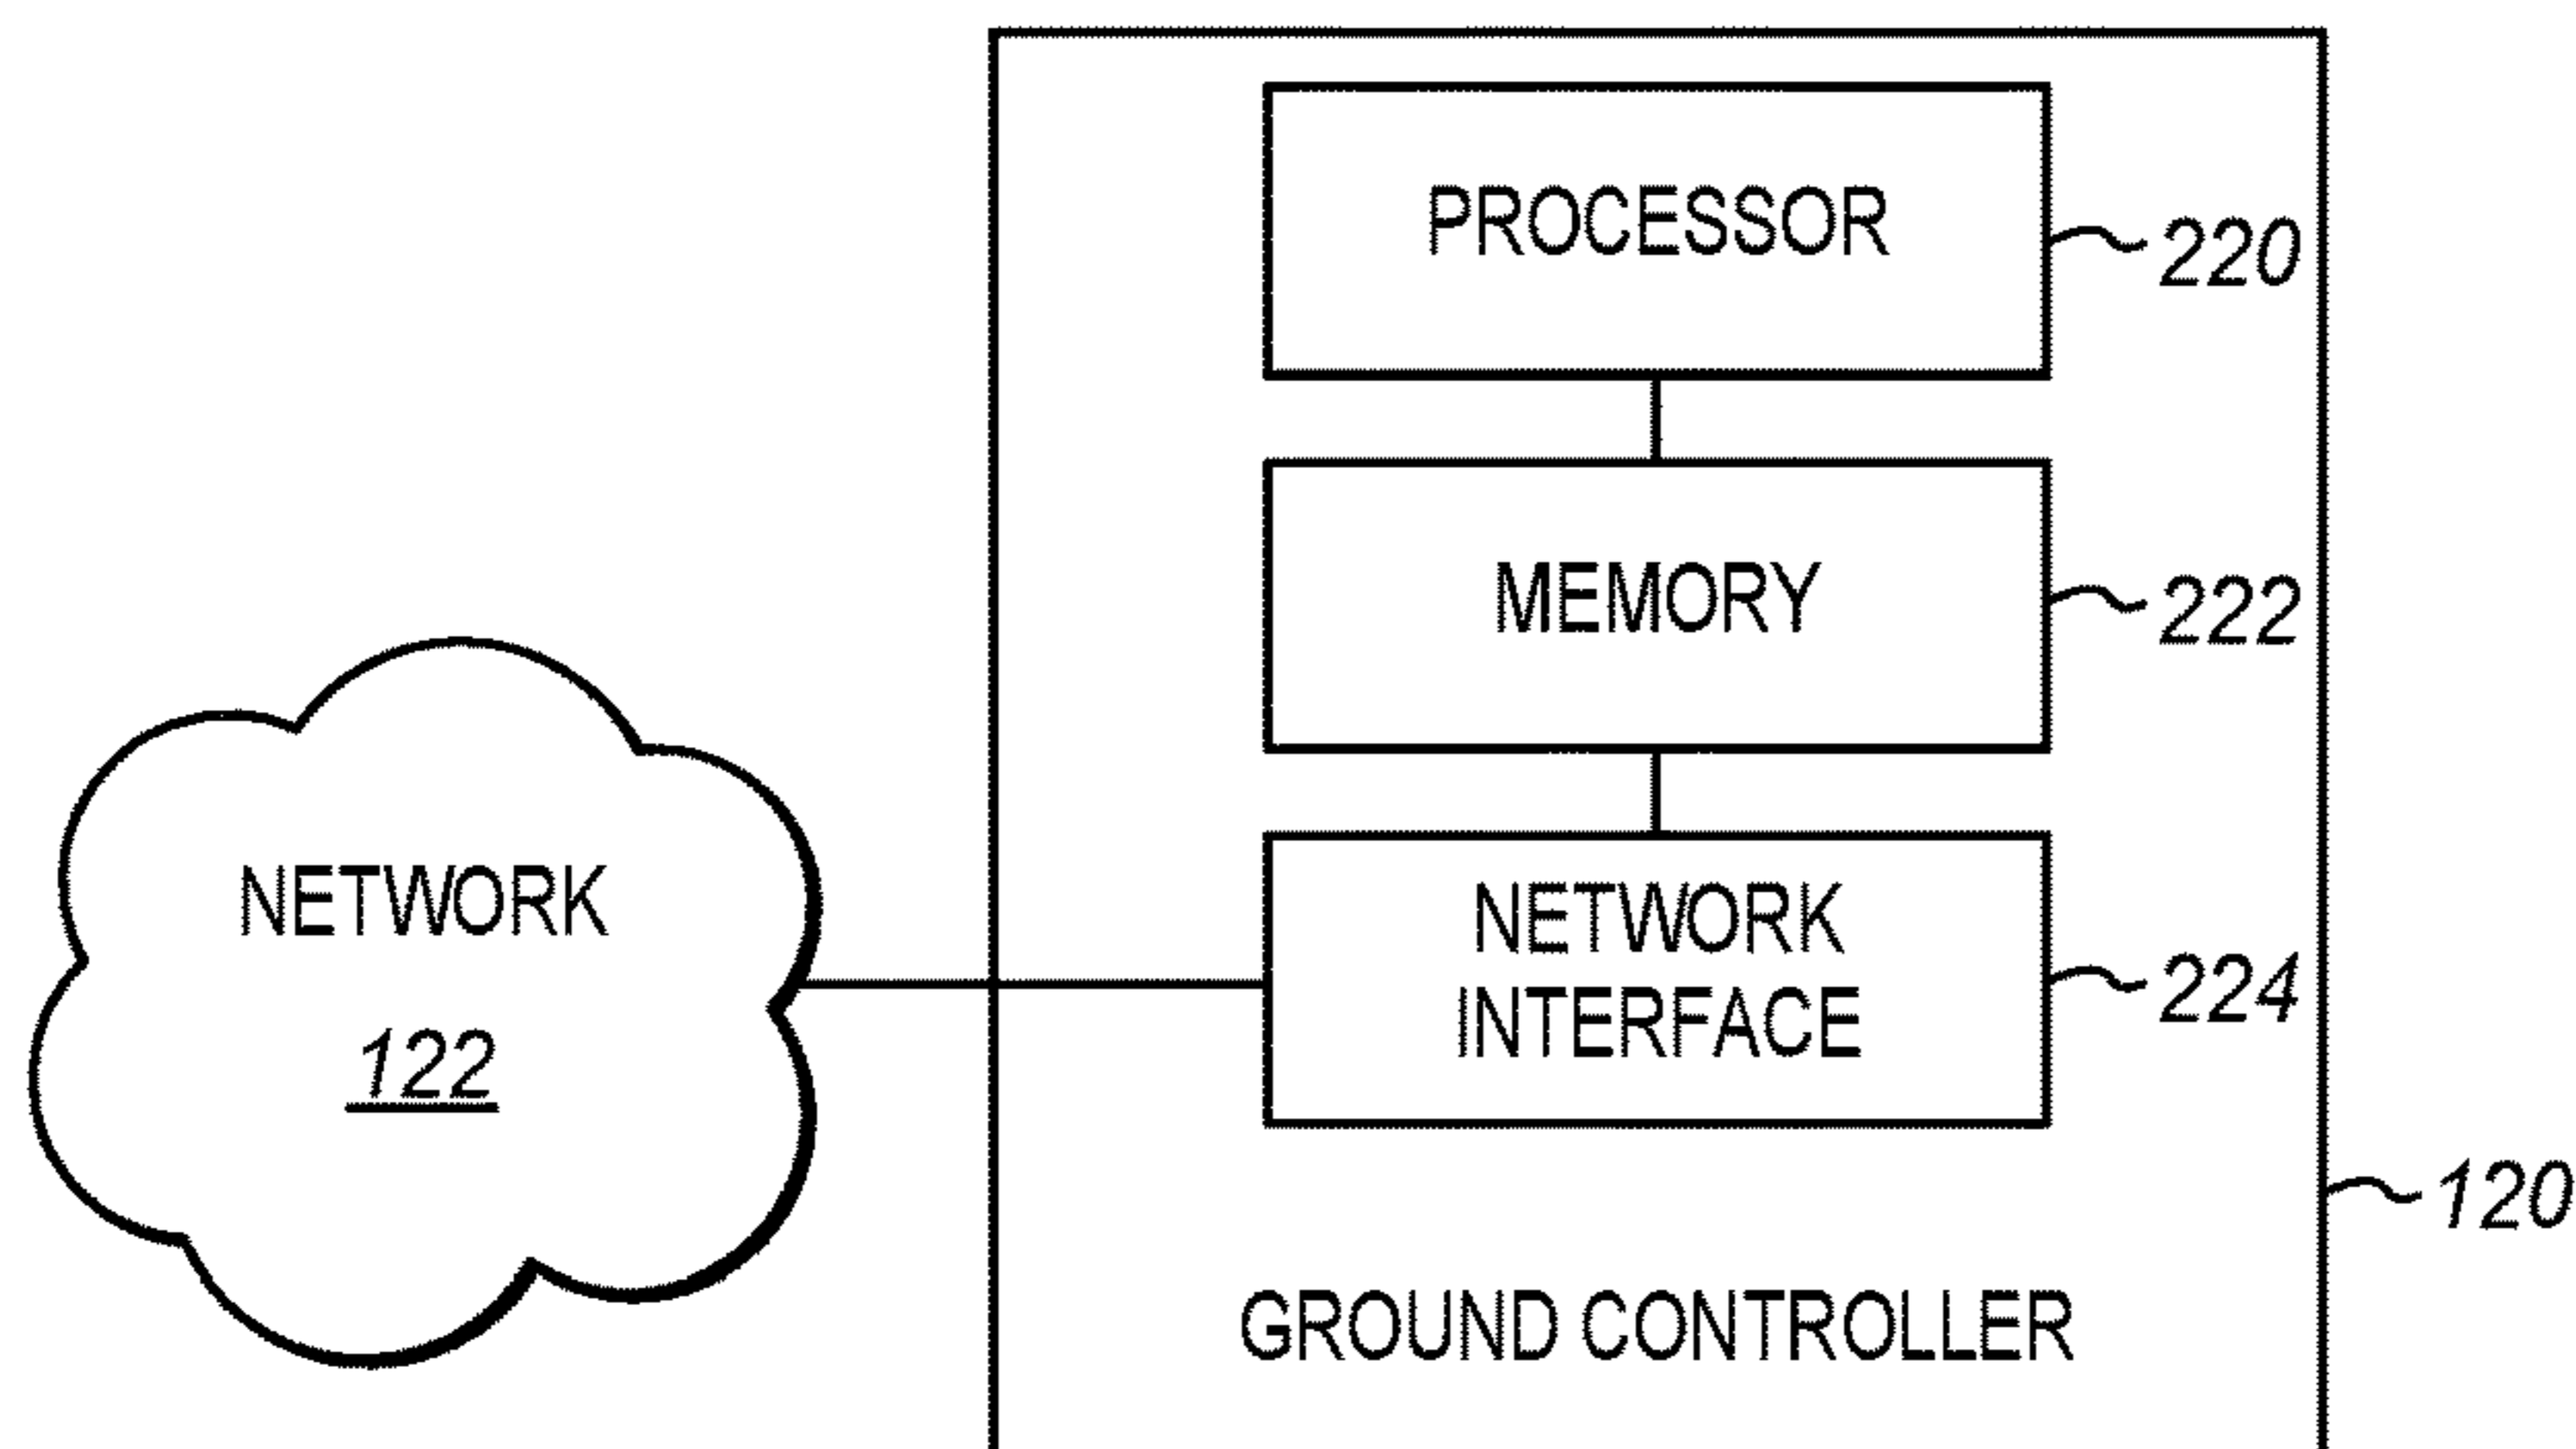 PROCESSOR
220
MEMORY
222
NETWORK
122
NETWORK
INTERFACE
224
120
GROUND CONTROLLER